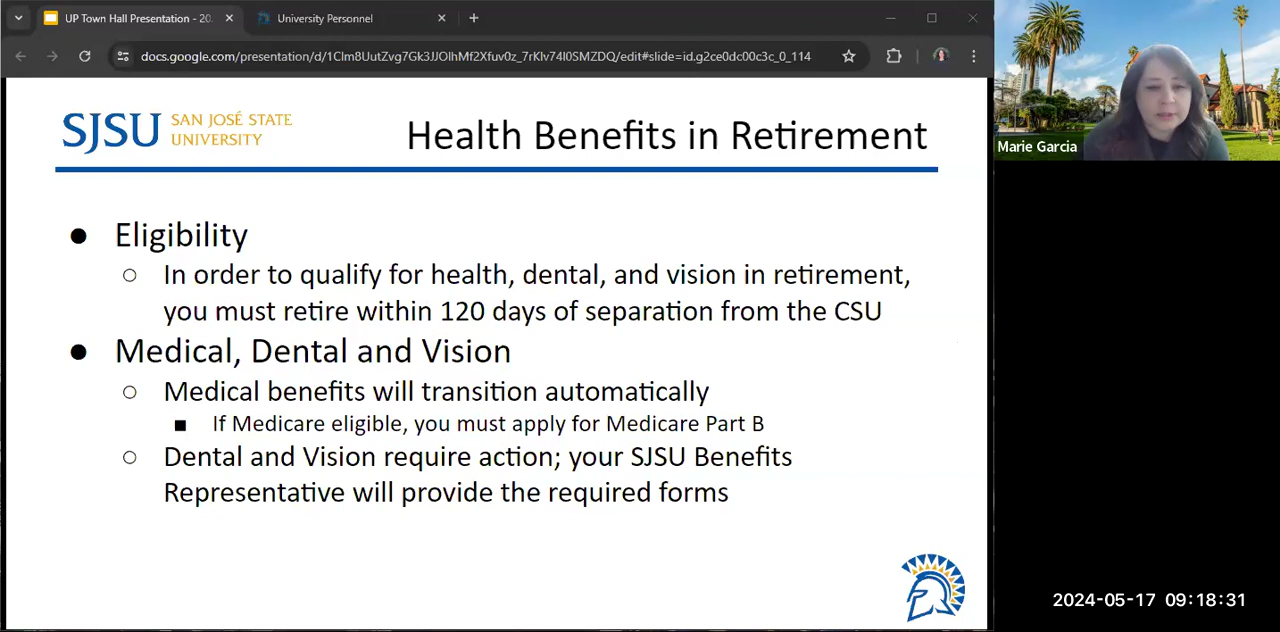 UP Town Hall Presentation - 20
University Personnel
docs.google.com/presentation/d/1Clm8UutZvg7Gk3JJOlhMf2Xfuv0z_7rKlv74l0SMZDQ/edit#slide=id.g2ce0dc00c3c_0_114
SJSU SAN JOSÉ STATE
UNIVERSITY
Health Benefits in Retirement
● Eligibility
○ In order to qualify for health, dental, and vision in retirement,
you must retire within 120 days of separation from the CSU
● Medical, Dental and Vision
○ Medical benefits will transition automatically
■ If Medicare eligible, you must apply for Medicare Part B
○ Dental and Vision require action; your SJSU Benefits
Representative will provide the required forms
Marie Garcia
2024-05-17 09:18:31